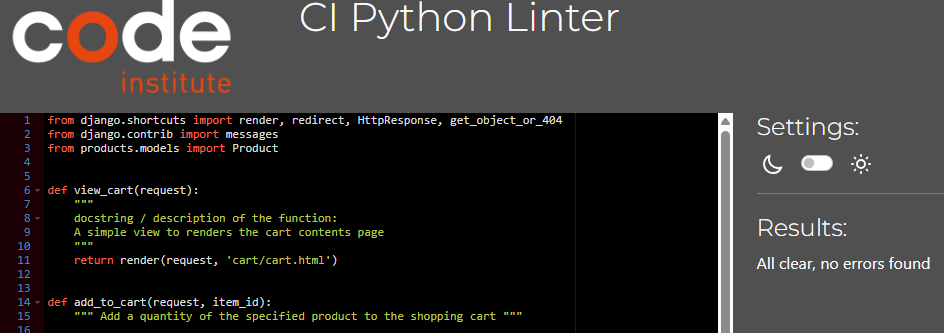 code
institute
CI Python Linter
1 from django.shortcuts import render, redirect, HttpResponse, get_object_or_404
2 from django.contrib import messages
3 from products.models import Product
4
5
6 def view_cart(request):
7 """
8 docstring / description of the function:
9 A simple view to renders the cart contents page
10 """
11 return render(request, 'cart/cart.html')
12
13
14 def add_to_cart(request, item_id):
15 """ Add a quantity of the specified product to the shopping cart """
16
Settings:
Results:
All clear, no errors found